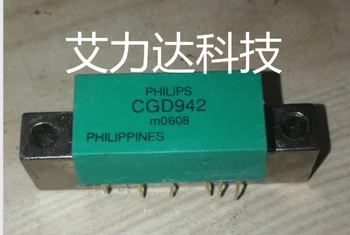 艾力达科技
PHILIPS
CGD942
m0608
PHILIPPINES